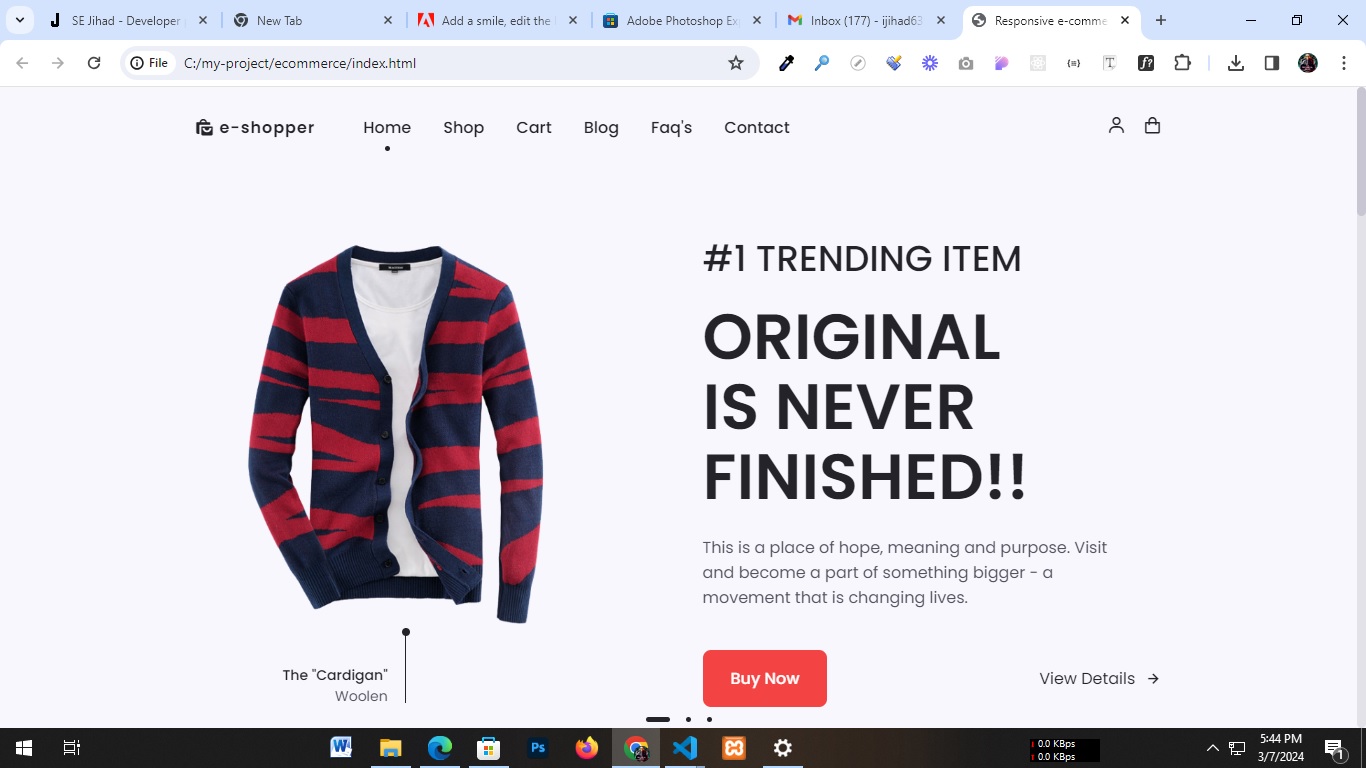 SE Jihad - Developer
New Tab
Add a smile, edit the
Adobe Photoshop Exp
Inbox (177) - ijihad63
Responsive e-comme
File
C:/my-project/ecommerce/index.html
e-shopper
Home
Shop
Cart
Blog
Faq's
Contact
#1 TRENDING ITEM
ORIGINAL
IS NEVER
FINISHED!!
This is a place of hope, meaning and purpose. Visit
and become a part of something bigger - a
movement that is changing lives.
The "Cardigan"
Woolen
Buy Now
View Details
Ps
0.0 KBps
0.0 KBps
5:44 PM
3/7/2024
1